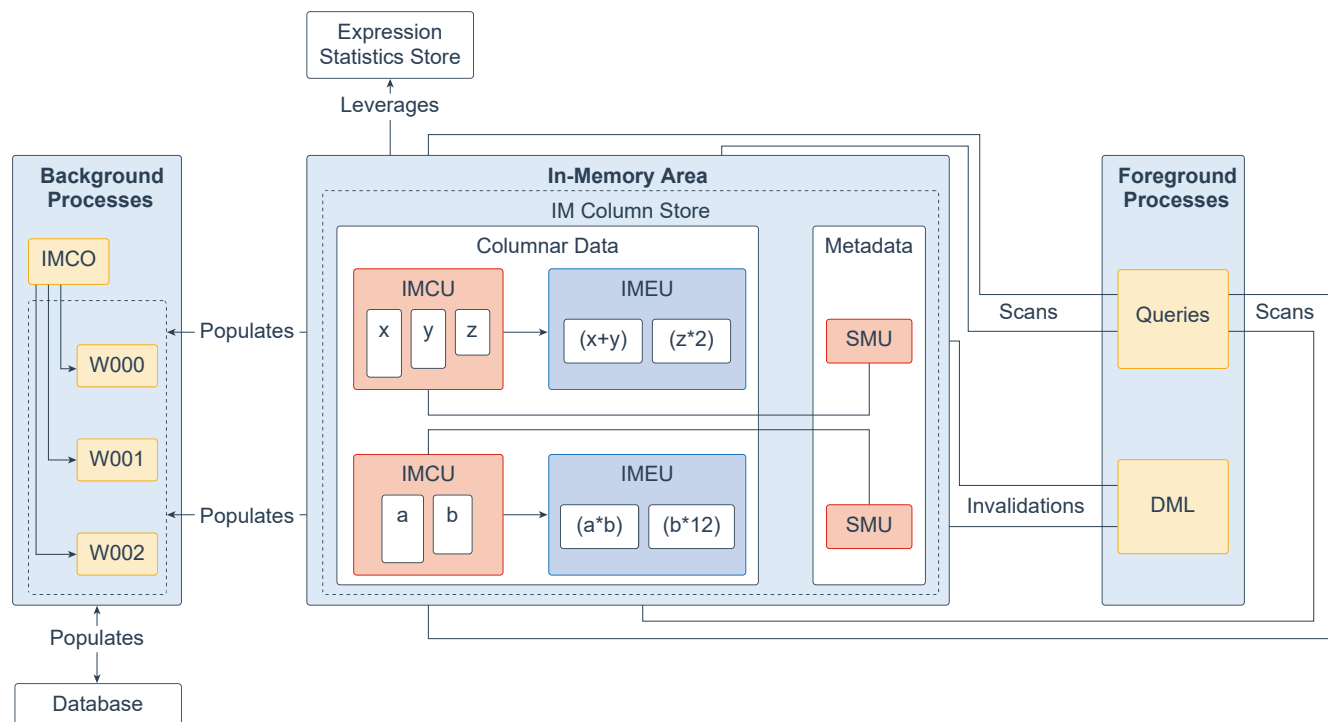 Expression
Statistics Store
Leverages
Background
Processes
IMCO
W000
W001
W002
Populates
Populates
Populates
Database
In-Memory Area
IM Column Store
Columnar Data
IMCU
x
y
z
IMEU
(x+y)
(z*2)
IMCU
a
b
IMEU
(a*b)
(b*12)
Metadada
SMU
SMU
Scans
Invalidations
Foreground
Processes
Queries
DML
Scans